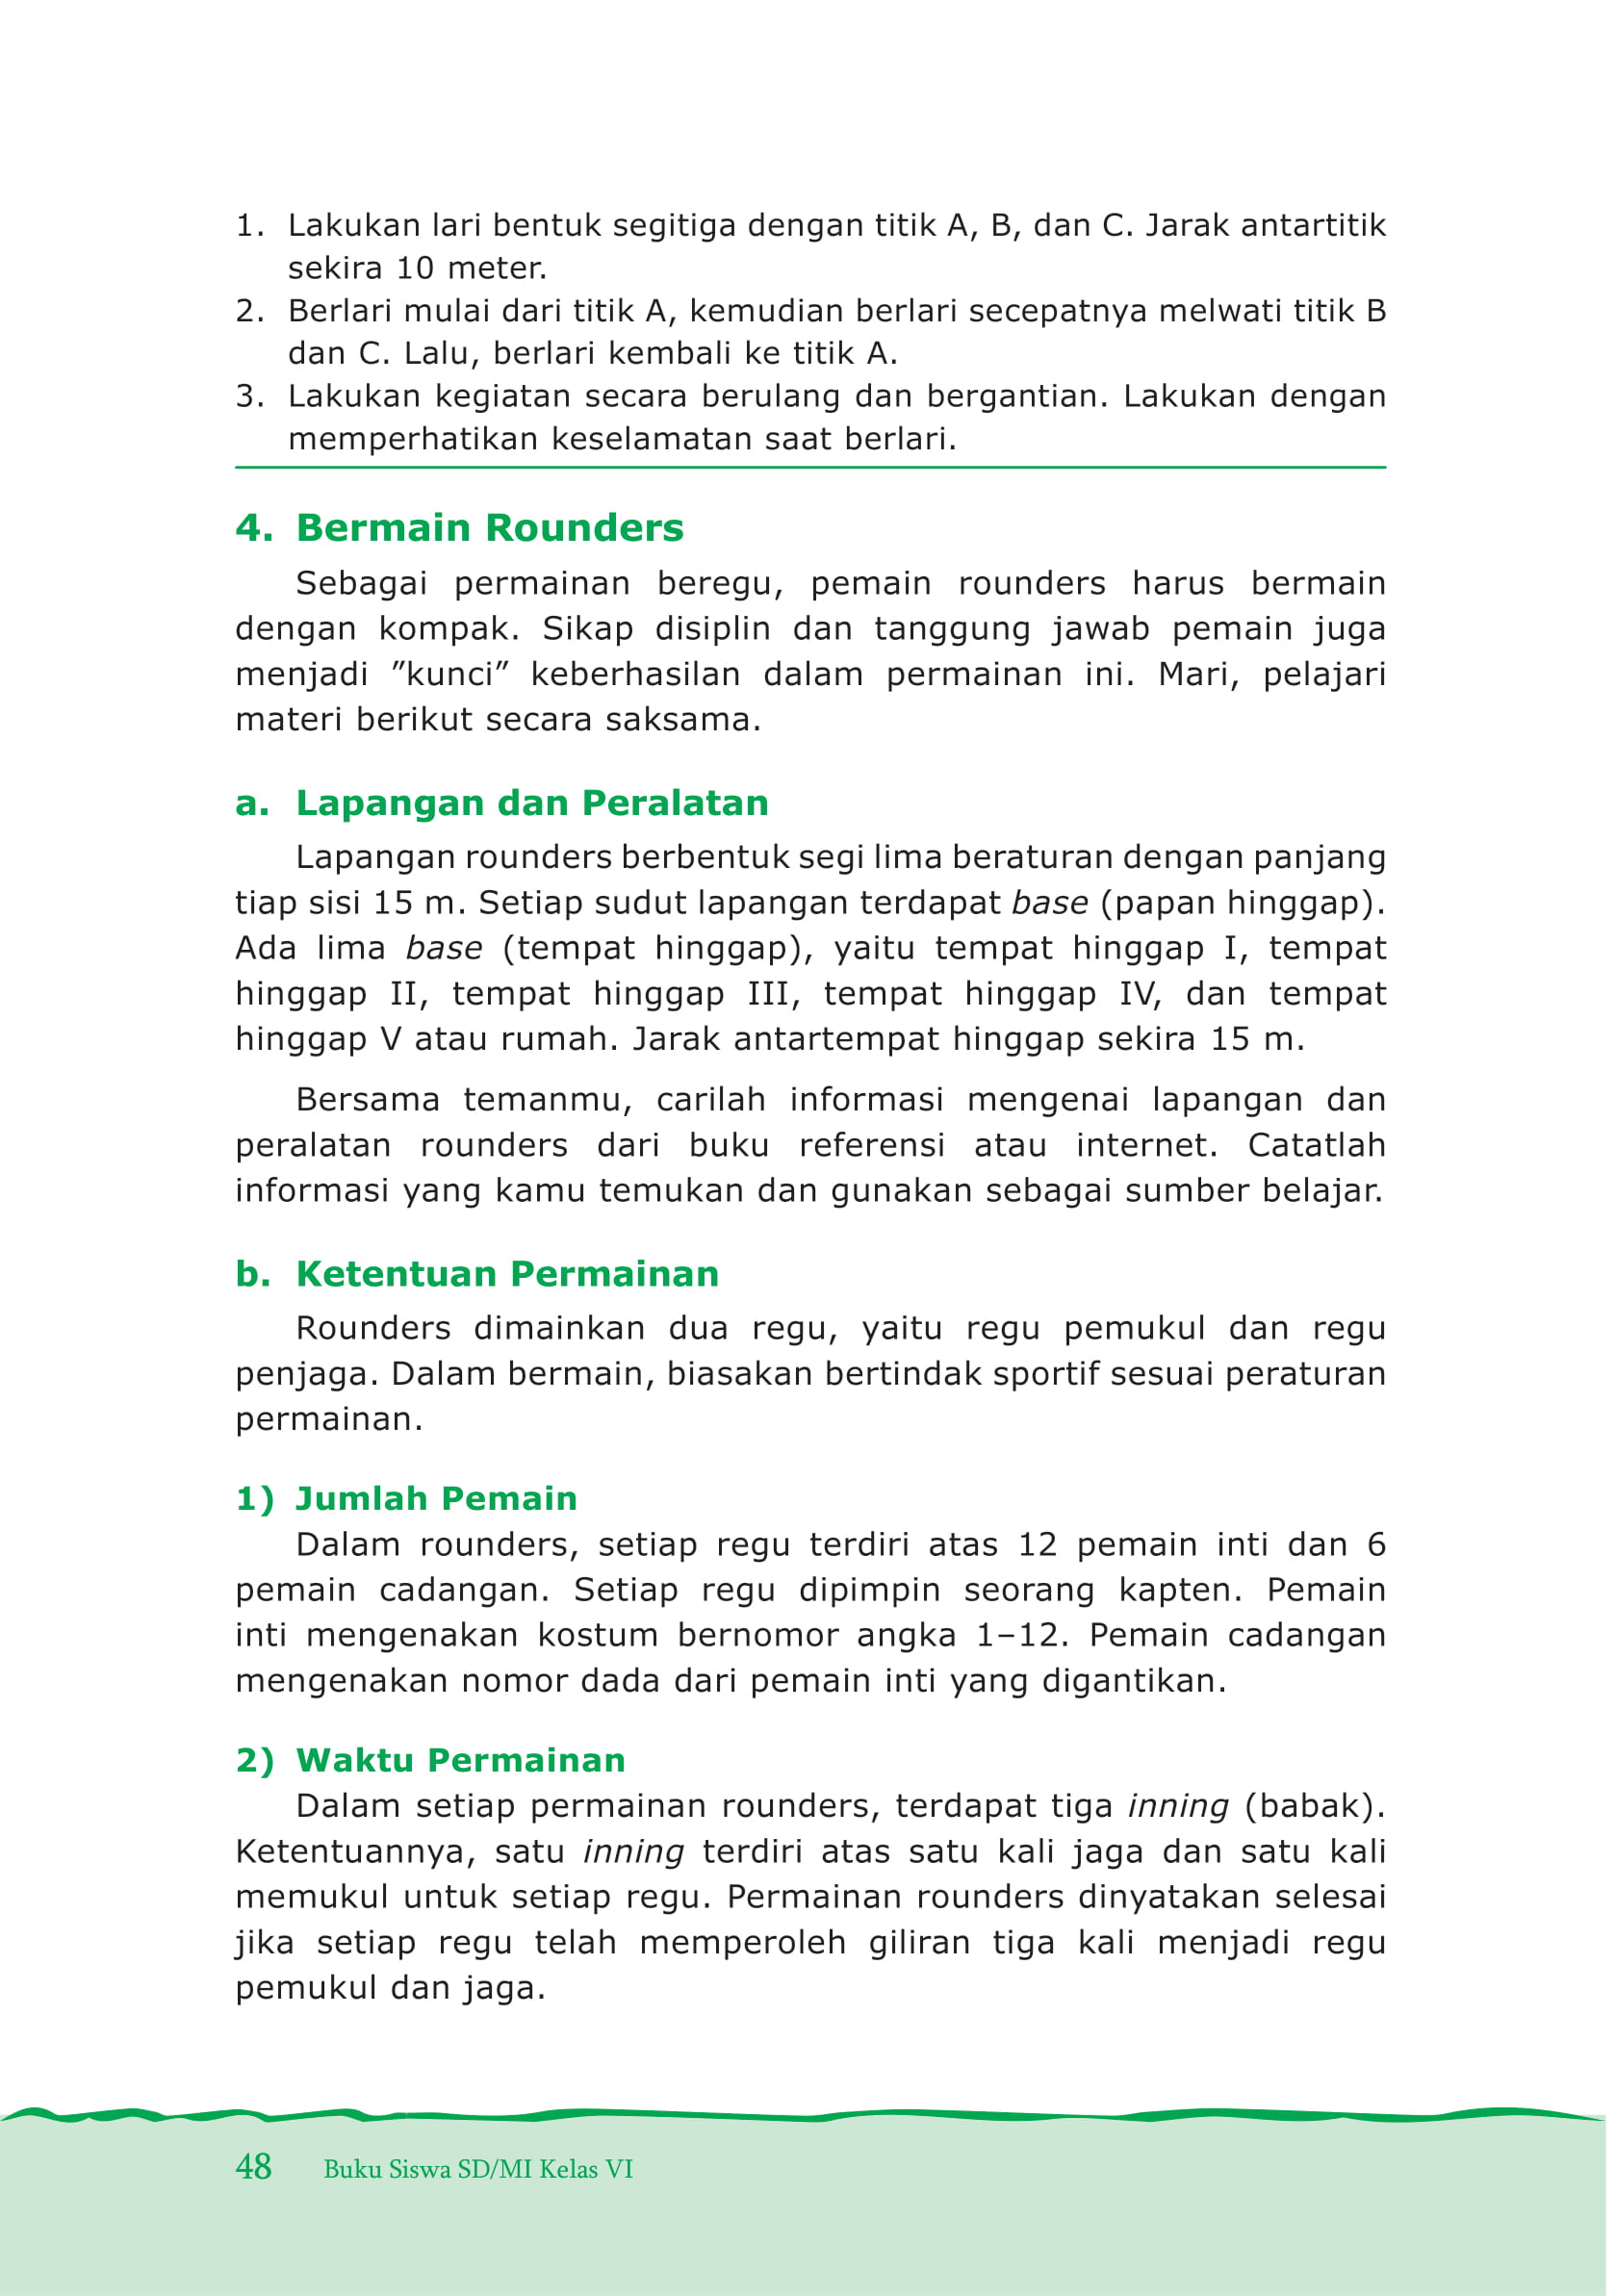 1. Lakukan lari bentuk segitiga dengan titik A, B, dan C. Jarak antartitik
sekira 10 meter.
2. Berlari mulai dari titik A, kemudian berlari secepatnya melwati titik B
dan C. Lalu, berlari kembali ke titik A.
3. Lakukan kegiatan secara berulang dan bergantian. Lakukan dengan
memperhatikan keselamatan saat berlari.
4. Bermain Rounders
Sebagai permainan beregu, pemain rounders harus bermain
dengan kompak. Sikap disiplin dan tanggung jawab pemain juga
menjadi ”kunci” keberhasilan dalam permainan ini. Mari, pelajari
materi berikut secara saksama.
a. Lapangan dan Peralatan
Lapangan rounders berbentuk segi lima beraturan dengan panjang
tiap sisi 15 m. Setiap sudut lapangan terdapat base (papan hinggap).
Ada lima base (tempat hinggap), yaitu tempat hinggap I, tempat
hinggap II, tempat hinggap III, tempat hinggap IV, dan tempat
hinggap V atau rumah. Jarak antartempat hinggap sekira 15 m.
Bersama temanmu, carilah informasi mengenai lapangan dan
peralatan rounders dari buku referensi atau internet. Catatlah
informasi yang kamu temukan dan gunakan sebagai sumber belajar.
b. Ketentuan Permainan
Rounders dimainkan dua regu, yaitu regu pemukul dan regu
penjaga. Dalam bermain, biasakan bertindak sportif sesuai peraturan
permainan.
1) Jumlah Pemain
Dalam rounders, setiap regu terdiri atas 12 pemain inti dan 6
pemain cadangan. Setiap regu dipimpin seorang kapten. Pemain
inti mengenakan kostum bernomor angka 1–12. Pemain cadangan
mengenakan nomor dada dari pemain inti yang digantikan.
2) Waktu Permainan
Dalam setiap permainan rounders, terdapat tiga inning (babak).
Ketentuannya, satu inning terdiri atas satu kali jaga dan satu kali
memukul untuk setiap regu. Permainan rounders dinyatakan selesai
jika setiap regu telah memperoleh giliran tiga kali menjadi regu
pemukul dan jaga.
48 Buku Siswa SD/MI Kelas VI